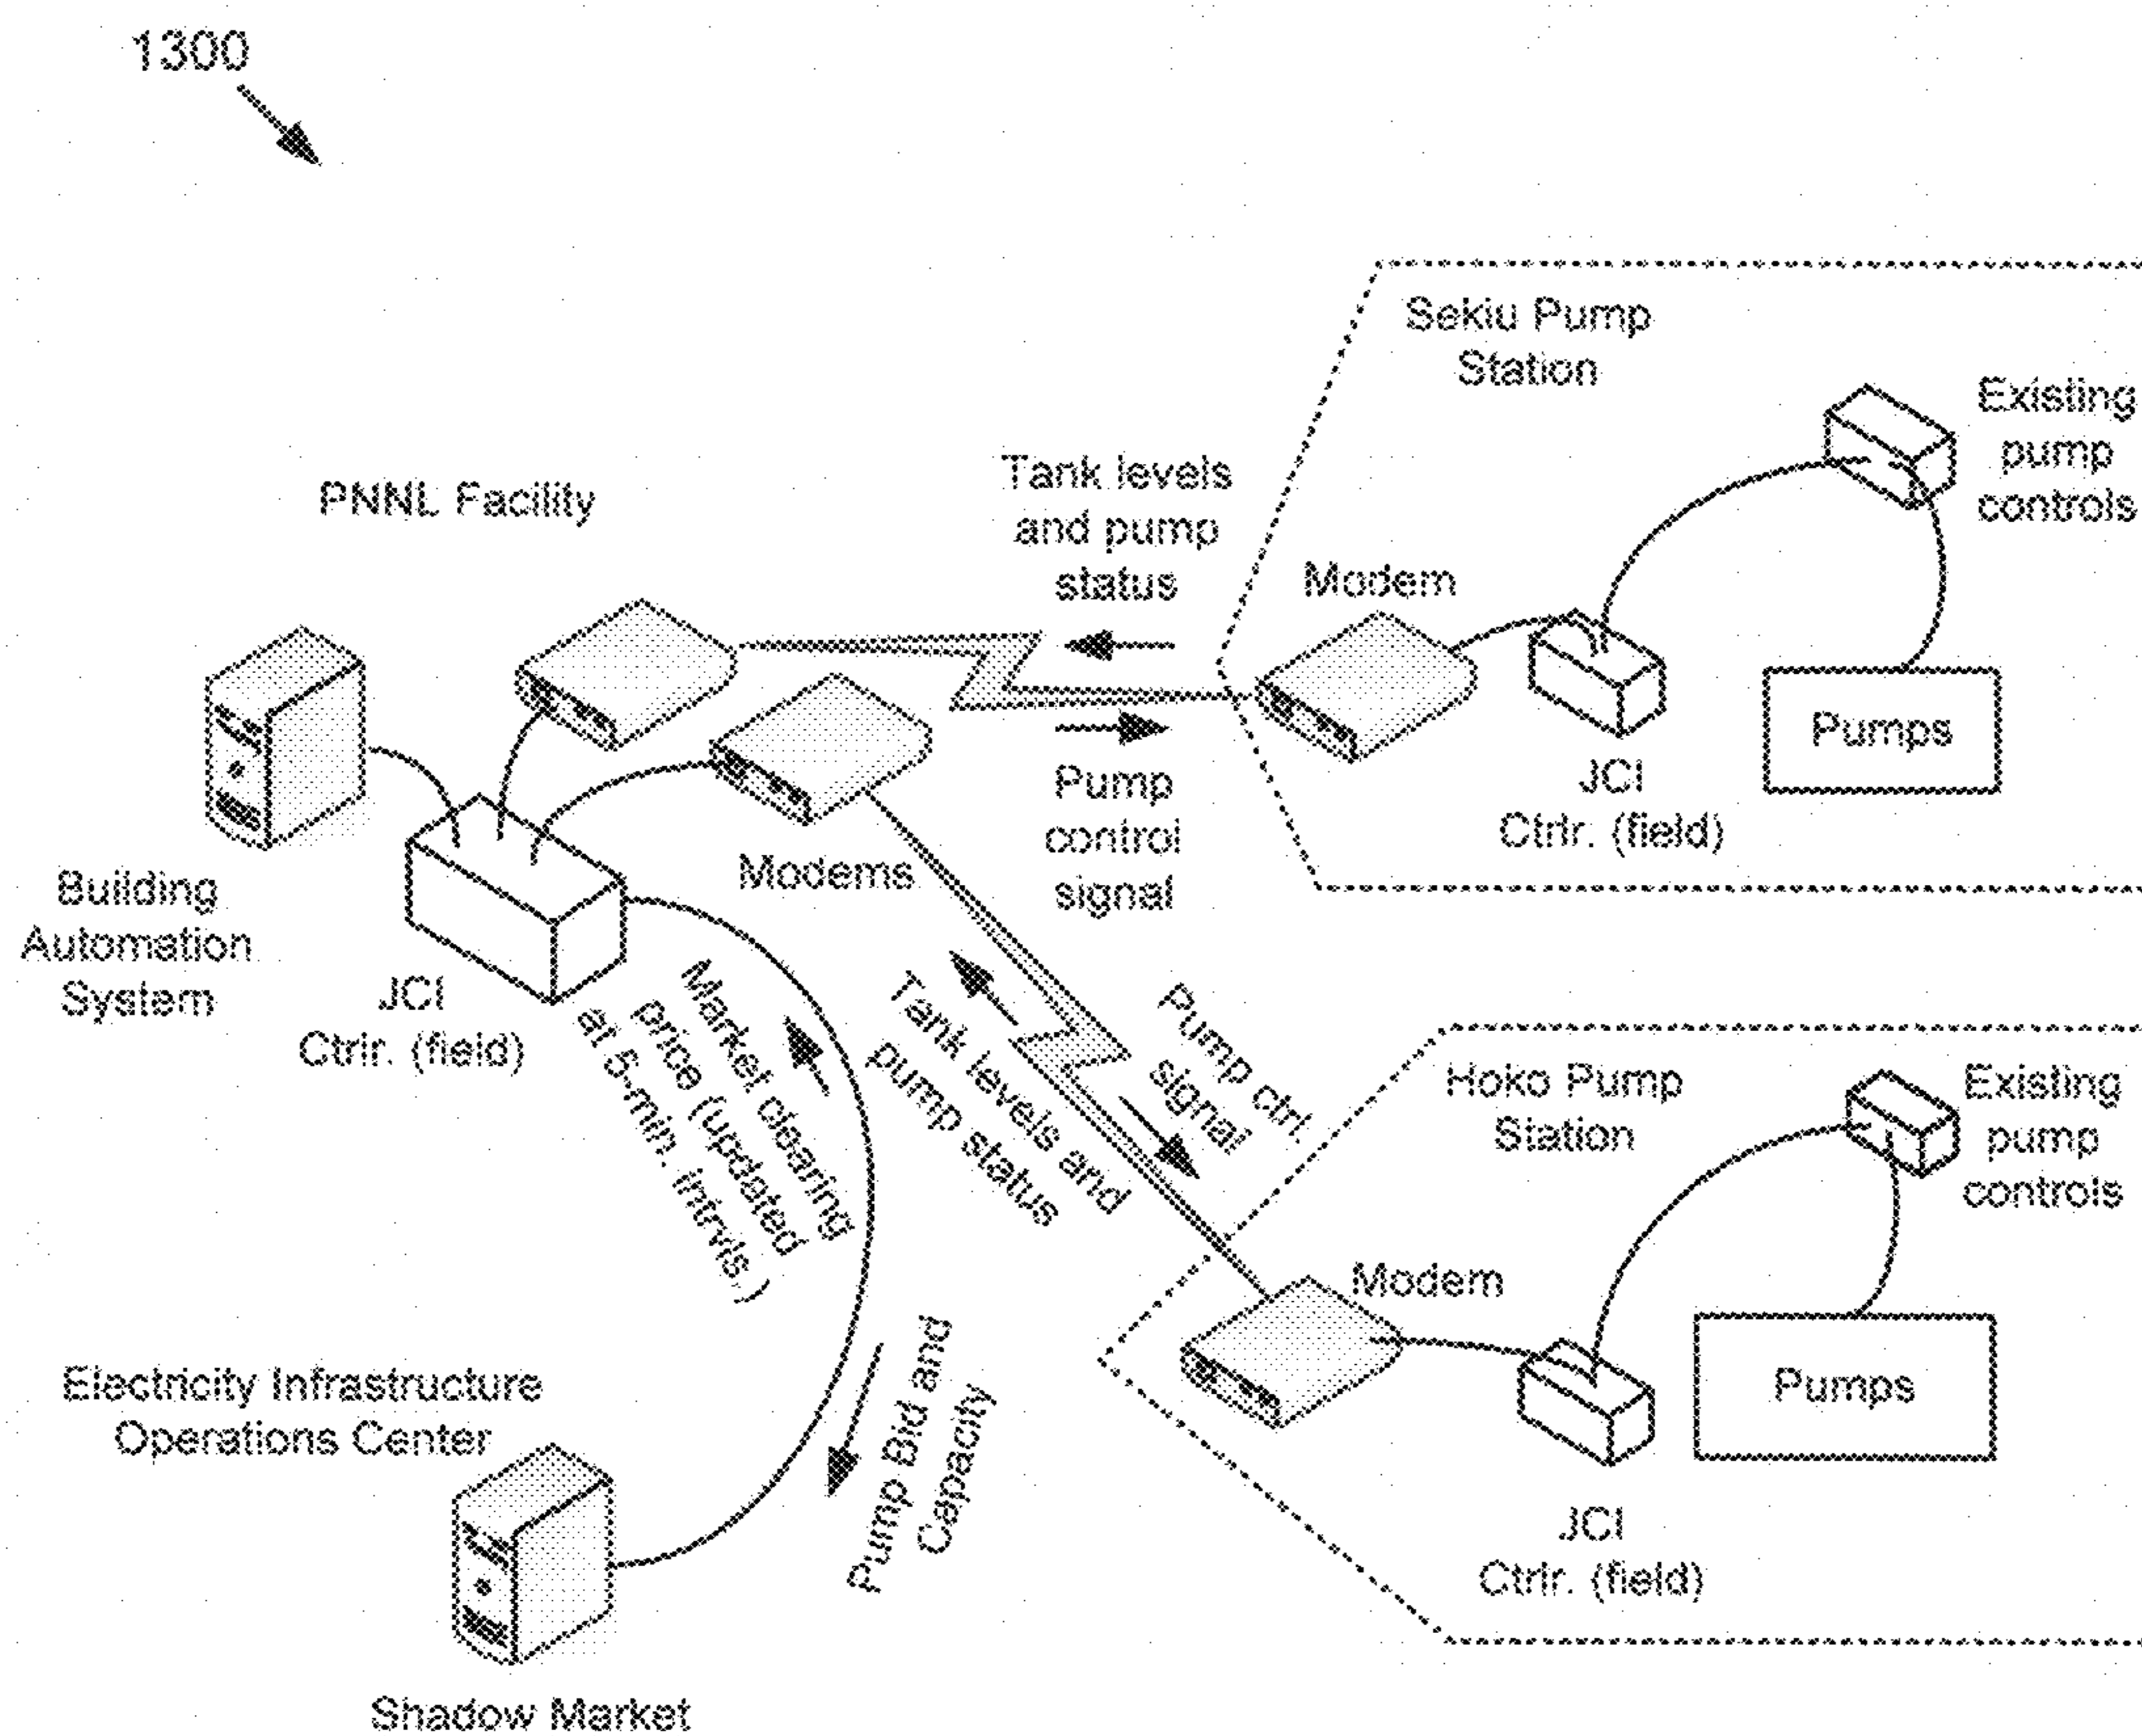 1300
Sekiu Pump
Station
Existing
pump
controls
Tank levels
and pump
status
PNNL Facility
Modem
Pumps
JCI
Ctrlr. (field)
Pump
control
signal
Modems
Building
Automation
System
JCI
Ctrlr. (field)
Market clearing
price (updated
at 5-min. intrvls.)
Tank levels and
pump status
Pump ctrl.
signal
Hoko Pump
Station
Existing
pump
controls
Modem
Pumps
JCI
Ctrlr. (field)
Pump Bid and
Capacity
Electricity Infrastructure
Operations Center
Shadow Market